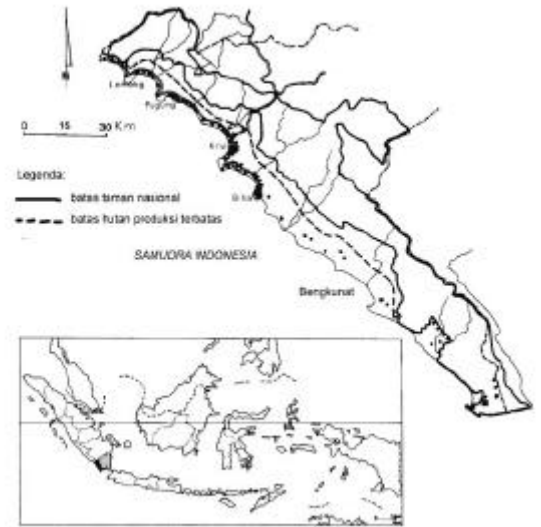 Lemong
Pugung
Krui
0 15 30 Km
Legenda:
batas taman nasional
batas hutan produksi terbatas
SAMUDRA INDONESIA
Bengkunat